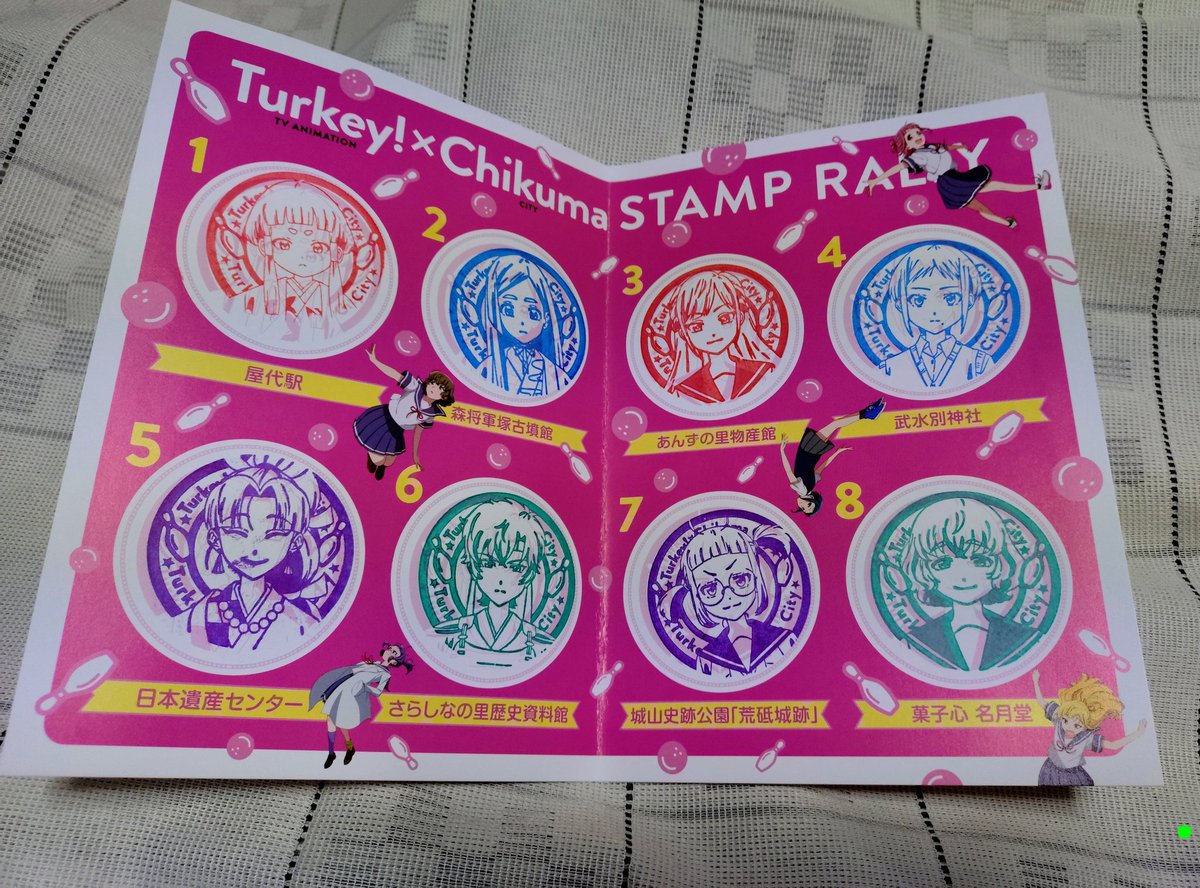 Turkey!×Chikuma STAMP RALLY
TV ANIMATION
CITY
1
2
3
4
屋代駅
森将軍塚古墳館
あんずの里物産館
武水別神社
5
6
7
8
日本遺産センター
さらしなの里歴史資料館
城山史跡公園「荒砥城跡」
菓子心 名月堂